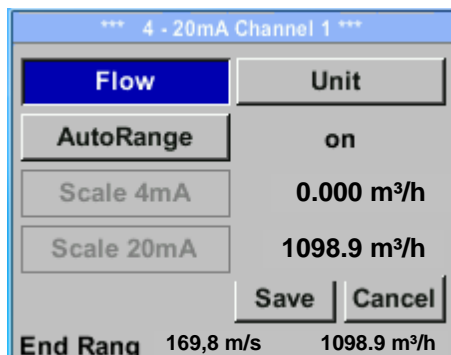 *** 4 - 20mA Channel 1 ***
Flow Unit
AutoRange on
Scale 4mA 0.000 m³/h
Scale 20mA 1098.9 m³/h
Save Cancel
End Rang 169,8 m/s 1098.9 m³/h